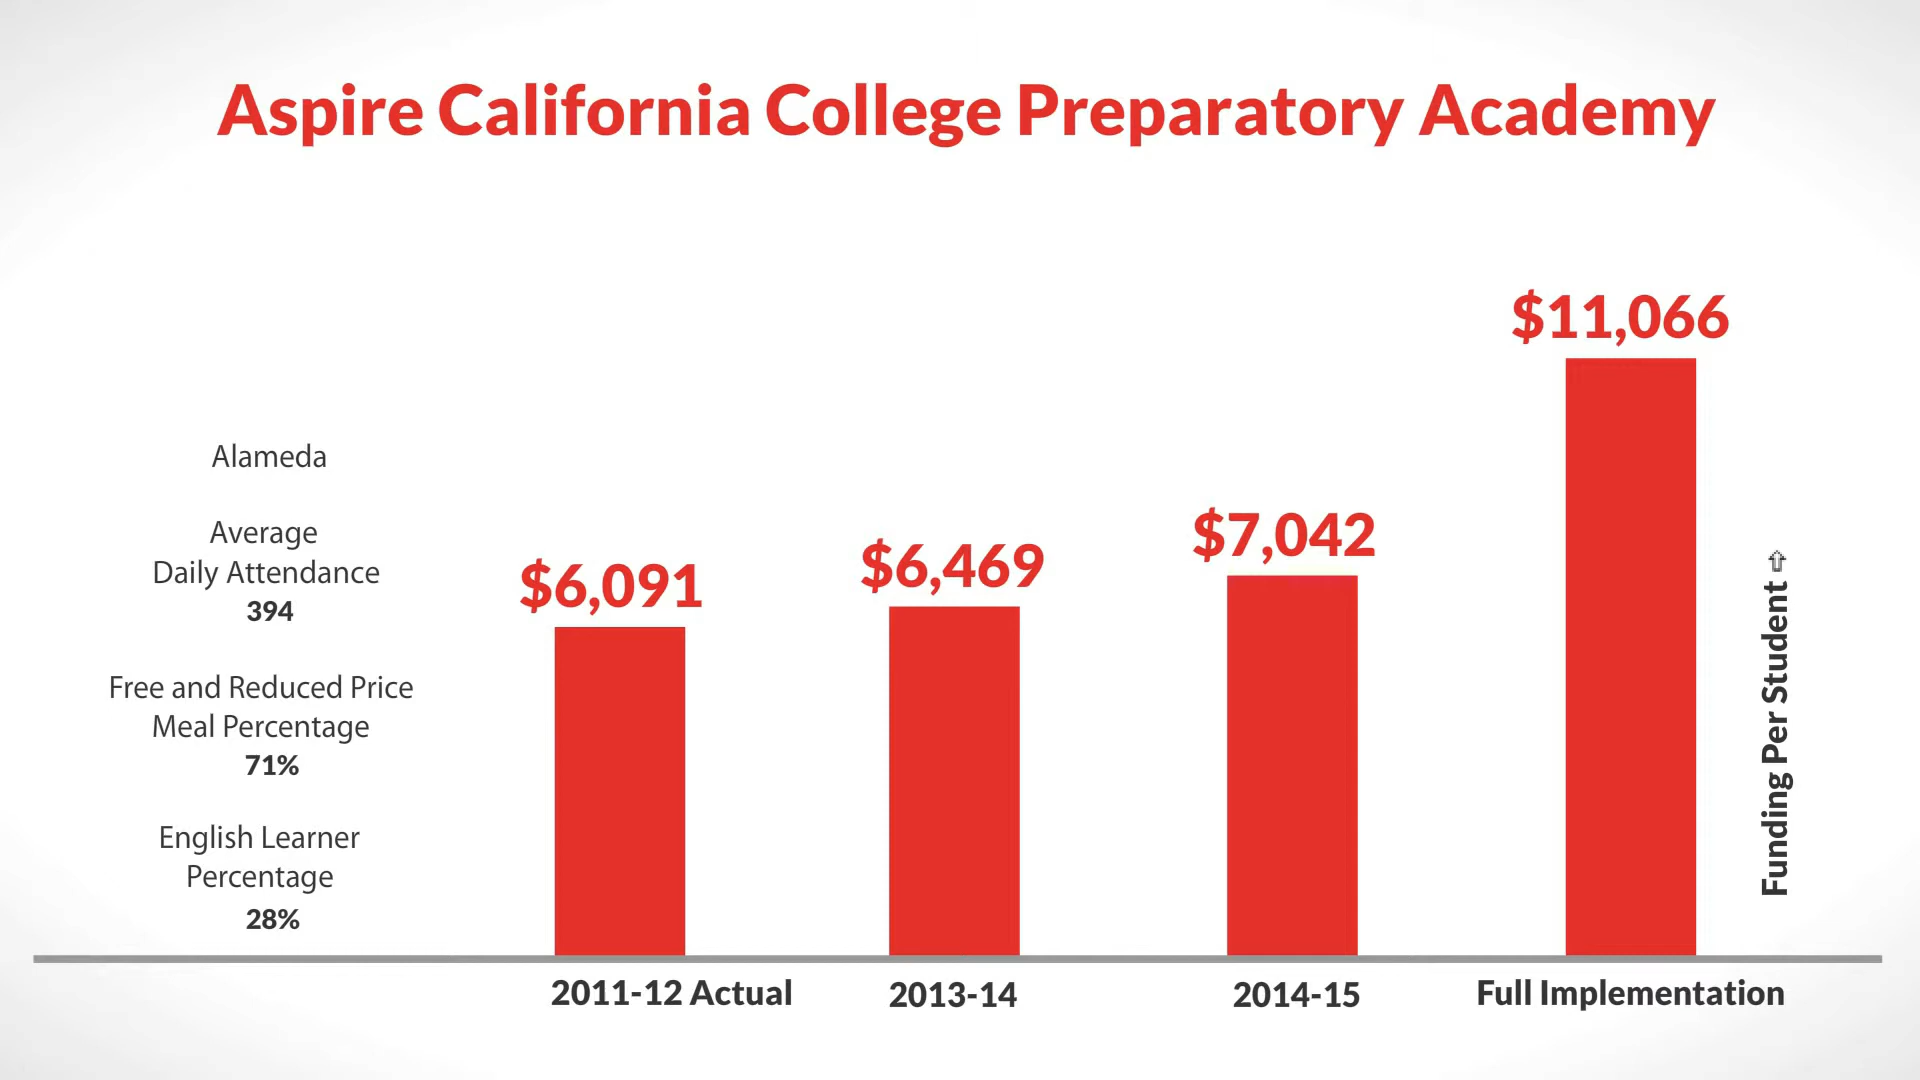 Aspire California College Preparatory Academy
Alameda
Average
Daily Attendance
394
Free and Reduced Price
Meal Percentage
71%
English Learner
Percentage
28%
$6,091
$6,469
$7,042
$11,066
2011-12 Actual
2013-14
2014-15
Full Implementation
Funding Per Student ⇧